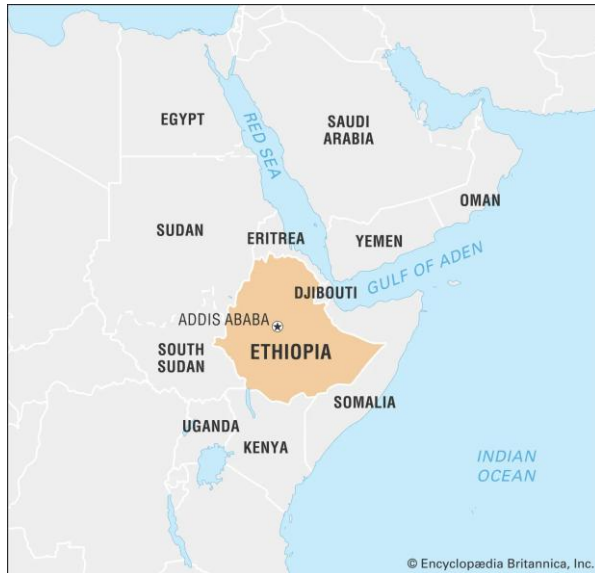 EGYPT
RED SEA
SAUDI
ARABIA
OMAN
SUDAN
ERITREA
YEMEN
GULF OF ADEN
DJIBOUTI
ADDIS ABABA
ETHIOPIA
SOUTH
SUDAN
SOMALIA
UGANDA
KENYA
INDIAN
OCEAN
© Encyclopædia Britannica, Inc.